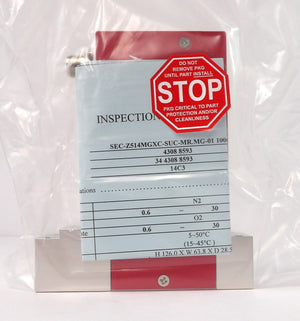 DO NOT
REMOVE PKG
UNTIL PART INSTALL
STOP
PKG CRITICAL TO PART
PROTECTION AND/OR
CLEANLINESS
INSPECTION
SEC-Z514MGXC-SUC-MR.MG-01 100
4308 8593
34 4308 8593
14C3
ations
N2
0.6 – 30
O2
ote 0.6 – 30
5~50°C
(15~45°C )
H 126.0 X W 63.8 X D 28.5